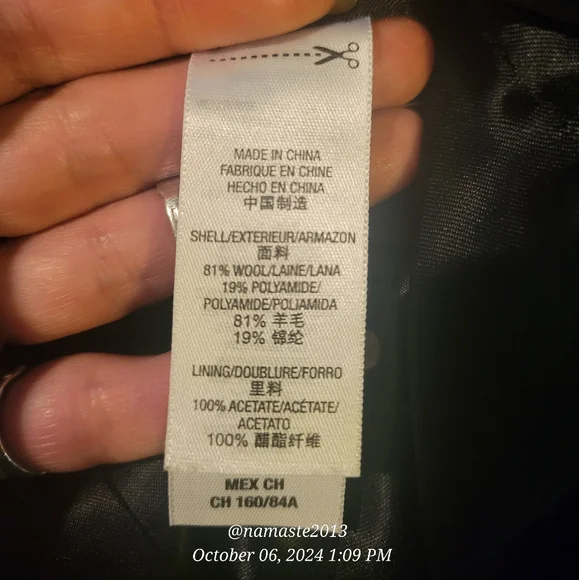 MADE IN CHINA
FABRIQUE EN CHINE
HECHO EN CHINA
中国制造
SHELL/EXTERIEUR/ARMAZON
面料
81% WOOL/LAINE/LANA
19% POLYAMIDE/
POLYAMIDE/POLIAMIDA
81% 羊毛
19% 锦纶
LINING/DOUBLURE/FORRO
里料
100% ACETATE/ACÉTATE/
ACETATO
100% 醋酯纤维
MEX CH
CH 160/84A
@namaste2013
October 06, 2024 1:09 PM